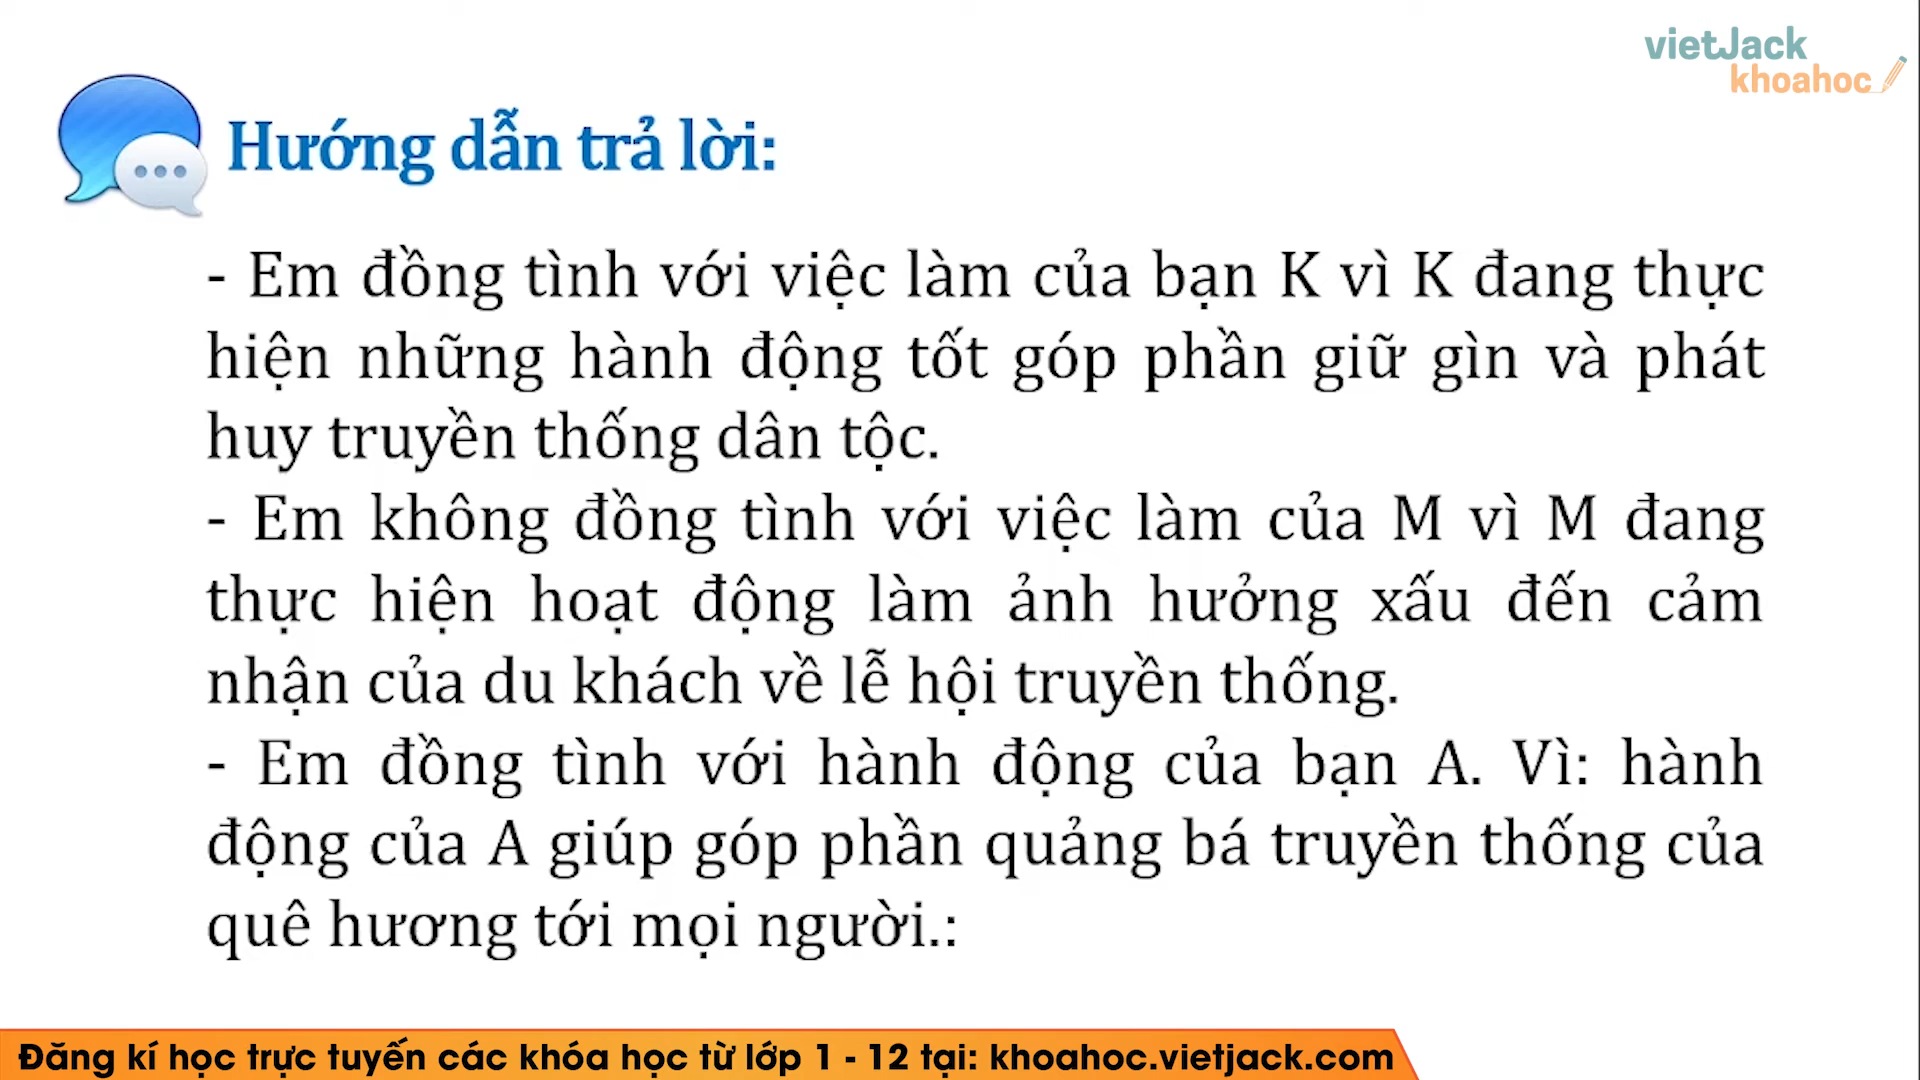 vietJack
khoahoc
Hướng dẫn trả lời:
- Em đồng tình với việc làm của bạn K vì K đang thực
hiện những hành động tốt góp phần giữ gìn và phát
huy truyền thống dân tộc.
- Em không đồng tình với việc làm của M vì M đang
thực hiện hoạt động làm ảnh hưởng xấu đến cảm
nhận của du khách về lễ hội truyền thống.
- Em đồng tình với hành động của bạn A. Vì: hành
động của A giúp góp phần quảng bá truyền thống của
quê hương tới mọi người.:
Đăng kí học trực tuyến các khóa học từ lớp 1 - 12 tại: khoahoc.vietjack.com